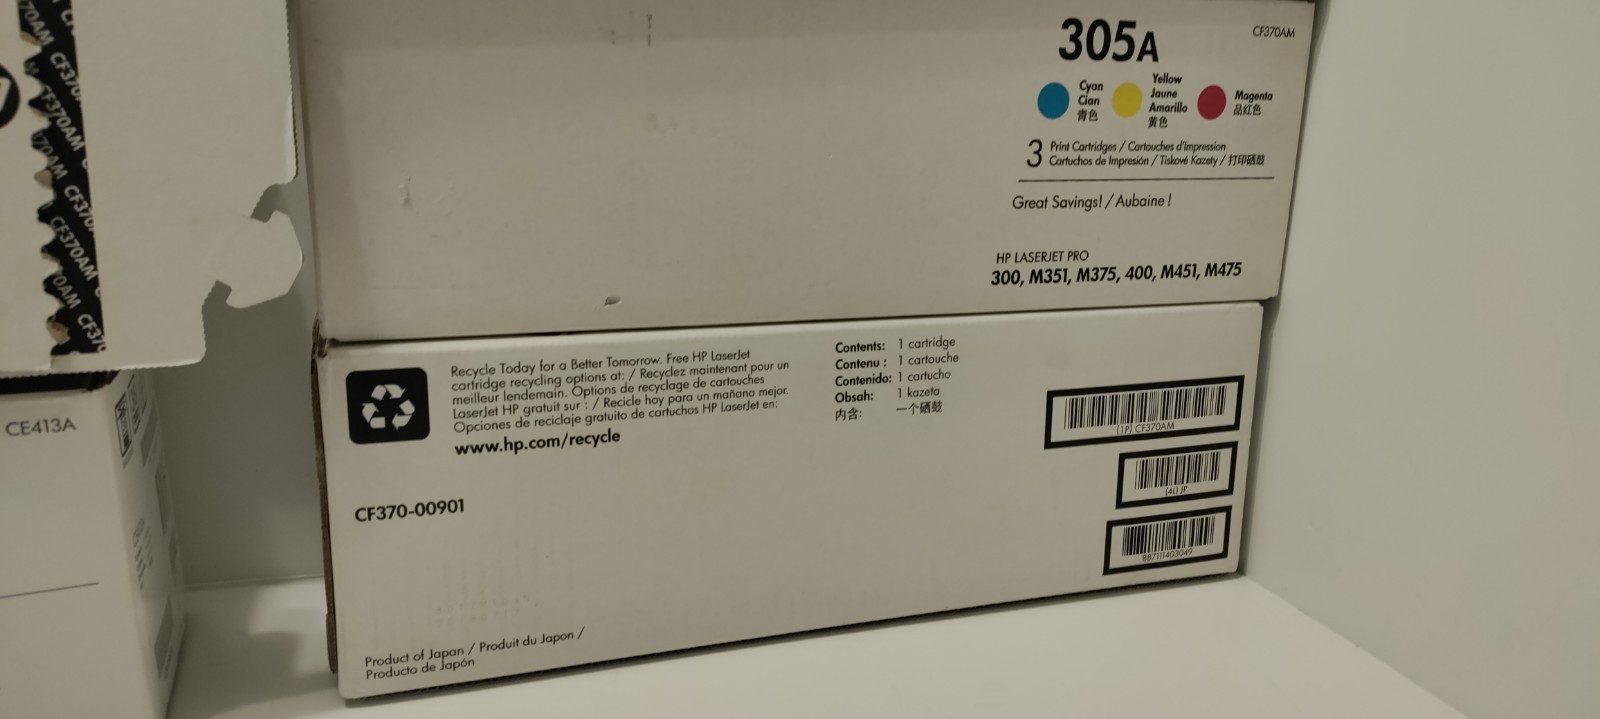 305A
CF370AM
Cyan
Cian
青色
Yellow
Jaune
Amarillo
黄色
Magenta
品紅色
3 Print Cartridges / Cartouches d'Impression
Cartuchos de Impresión / Tiskové Kazety / 打印硒鼓
Great Savings! / Aubaine !
HP LASERJET PRO
300, M351, M375, 400, M451, M475
Recycle Today for a Better Tomorrow. Free HP LaserJet
cartridge recycling options at: / Recyclez maintenant pour un
meilleur lendemain. Options de recyclage de cartouches
LaserJet HP gratuit sur : / Recicle hoy para un mañana mejor.
Opciones de reciclaje gratuito de cartuchos HP LaserJet en:
www.hp.com/recycle
Contents: 1 cartridge
Contenu : 1 cartouche
Contenido: 1 cartucho
Obsah: 1 kazeta
内含: 一个硒鼓
(1P) CF370AM
(4L) JP
887111403049
CF370-00901
Product of Japan / Produit du Japon /
Producto de Japón
CE413A
CF370AM
CF370AM